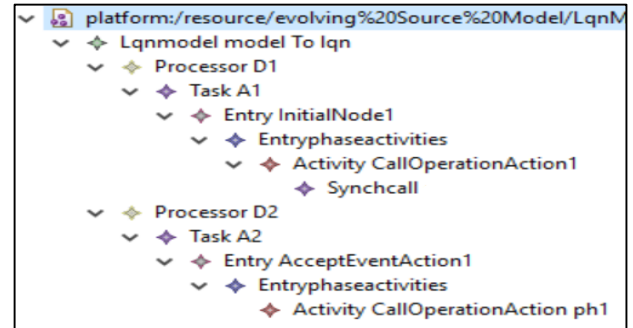 platform:/resource/evolving%20Source%20Model/LqnM
Lqnmodel model To lqn
Processor D1
Task A1
Entry InitialNode1
Entryphaseactivities
Activity CallOperationAction1
Synchcall
Processor D2
Task A2
Entry AcceptEventAction1
Entryphaseactivities
Activity CallOperationAction ph1